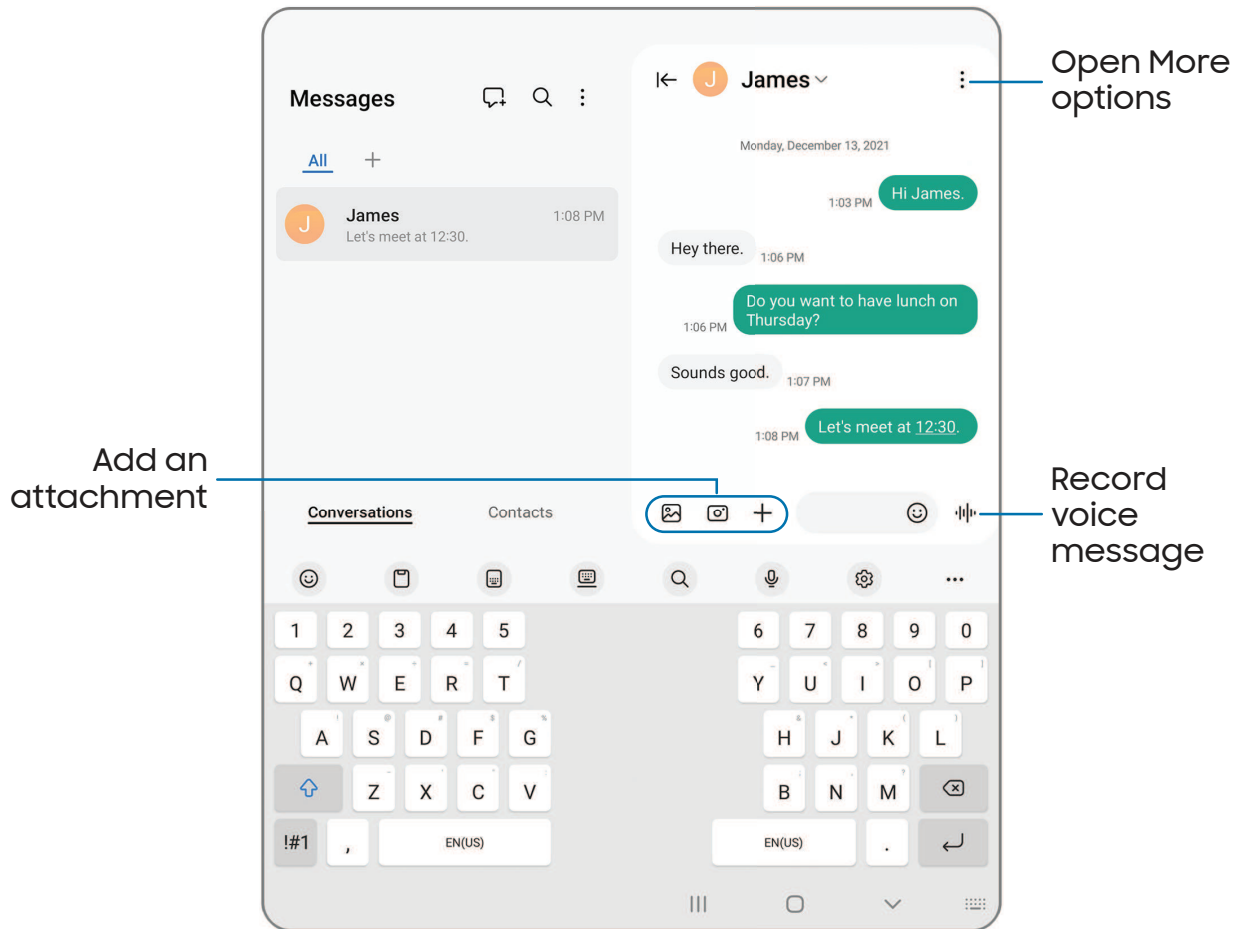 Open More
options
Messages
J James
Monday, December 13, 2021
All
1:03 PM Hi James.
J James 1:08 PM
Let's meet at 12:30.
Hey there. 1:06 PM
Do you want to have lunch on
Thursday?
1:06 PM
Sounds good. 1:07 PM
1:08 PM Let's meet at 12:30.
Add an
attachment
Record
voice
message
Conversations Contacts
1 2 3 4 5 6 7 8 9 0
Q W E R T Y U I O P
A S D F G H J K L
Z X C V B N M
!#1 , EN(US) EN(US) .